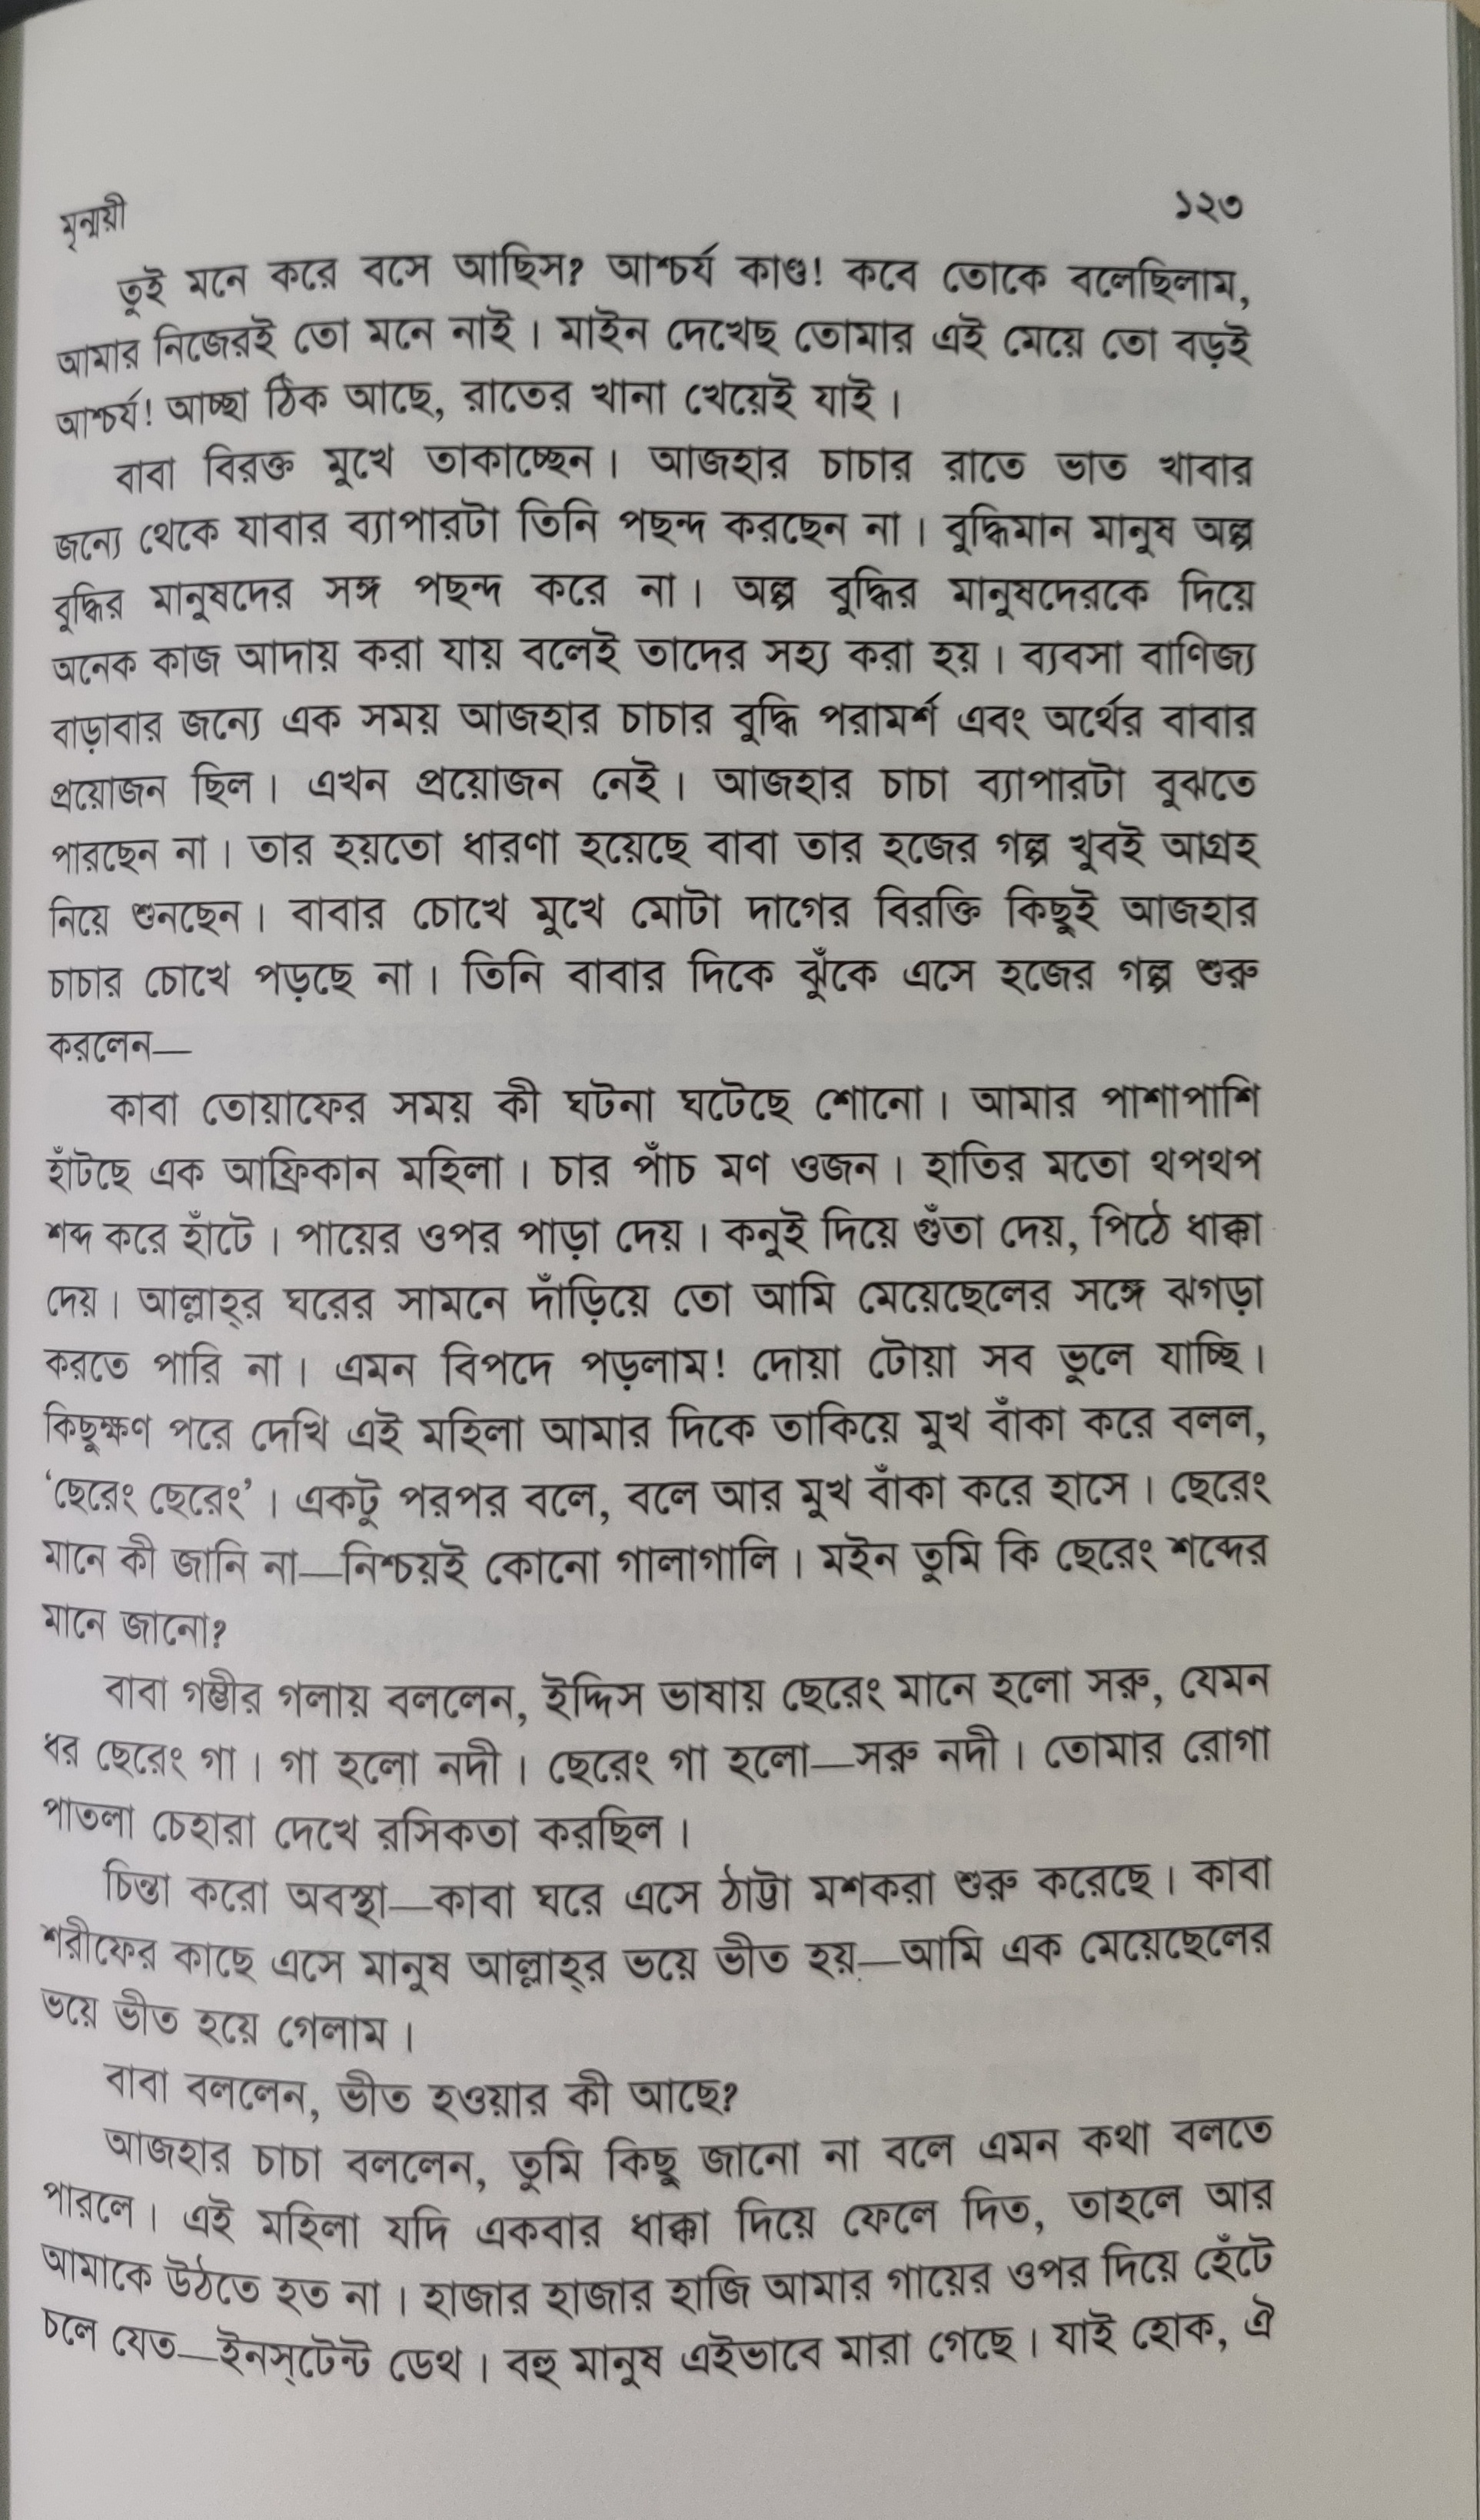 মৃন্ময়ী
১২৩
তুই মনে করে বসে আছিস? আশ্চর্য কাণ্ড! কবে তোকে বলেছিলাম,
আমার নিজেরই তো মনে নাই। মাইন দেখেছ তোমার এই মেয়ে তো বড়ই
আশ্চর্য! আচ্ছা ঠিক আছে, রাতের খানা খেয়েই যাই।
বাবা বিরক্ত মুখে তাকাচ্ছেন। আজহার চাচার রাতে ভাত খাবার
জন্যে থেকে যাবার ব্যাপারটা তিনি পছন্দ করছেন না। বুদ্ধিমান মানুষ অল্প
বুদ্ধির মানুষদের সঙ্গ পছন্দ করে না। অল্প বুদ্ধির মানুষদেরকে দিয়ে
অনেক কাজ আদায় করা যায় বলেই তাদের সহ্য করা হয়। ব্যবসা বাণিজ্য
বাড়াবার জন্যে এক সময় আজহার চাচার বুদ্ধি পরামর্শ এবং অর্থের বাবার
প্রয়োজন ছিল। এখন প্রয়োজন নেই। আজহার চাচা ব্যাপারটা বুঝতে
পারছেন না। তার হয়তো ধারণা হয়েছে বাবা তার হজের গল্প খুবই আগ্রহ
নিয়ে শুনছেন। বাবার চোখে মুখে মোটা দাগের বিরক্তি কিছুই আজহার
চাচার চোখে পড়ছে না। তিনি বাবার দিকে ঝুঁকে এসে হজের গল্প শুরু
করলেন—
কাবা তোয়াফের সময় কী ঘটনা ঘটেছে শোনো। আমার পাশাপাশি
হাঁটছে এক আফ্রিকান মহিলা। চার পাঁচ মণ ওজন। হাতির মতো থপথপ
শব্দ করে হাঁটে। পায়ের ওপর পাড়া দেয়। কনুই দিয়ে গুঁতা দেয়, পিঠে ধাক্কা
দেয়। আল্লাহ্‌র ঘরের সামনে দাঁড়িয়ে তো আমি মেয়েছেলের সঙ্গে ঝগড়া
করতে পারি না। এমন বিপদে পড়লাম! দোয়া টোয়া সব ভুলে যাচ্ছি।
কিছুক্ষণ পরে দেখি এই মহিলা আমার দিকে তাকিয়ে মুখ বাঁকা করে বলল,
‘ছেরেং ছেরেং’। একটু পরপর বলে, বলে আর মুখ বাঁকা করে হাসে। ছেরেং
মানে কী জানি না—নিশ্চয়ই কোনো গালাগালি। মইন তুমি কি ছেরেং শব্দের
মানে জানো?
বাবা গম্ভীর গলায় বললেন, ইদ্দিস ভাষায় ছেরেং মানে হলো সরু, যেমন
ধর ছেরেং গা। গা হলো নদী। ছেরেং গা হলো—সরু নদী। তোমার রোগা
পাতলা চেহারা দেখে রসিকতা করছিল।
চিন্তা করো অবস্থা—কাবা ঘরে এসে ঠাট্টা মশকরা শুরু করেছে। কাবা
শরীফের কাছে এসে মানুষ আল্লাহ্‌র ভয়ে ভীত হয়—আমি এক মেয়েছেলের
ভয়ে ভীত হয়ে গেলাম।
বাবা বললেন, ভীত হওয়ার কী আছে?
আজহার চাচা বললেন, তুমি কিছু জানো না বলে এমন কথা বলতে
পারলে। এই মহিলা যদি একবার ধাক্কা দিয়ে ফেলে দিত, তাহলে আর
আমাকে উঠতে হত না। হাজার হাজার হাজি আমার গায়ের ওপর দিয়ে হেঁটে
চলে যেত—ইনস্‌টেন্ট ডেথ। বহু মানুষ এইভাবে মারা গেছে। যাই হোক, ঐ